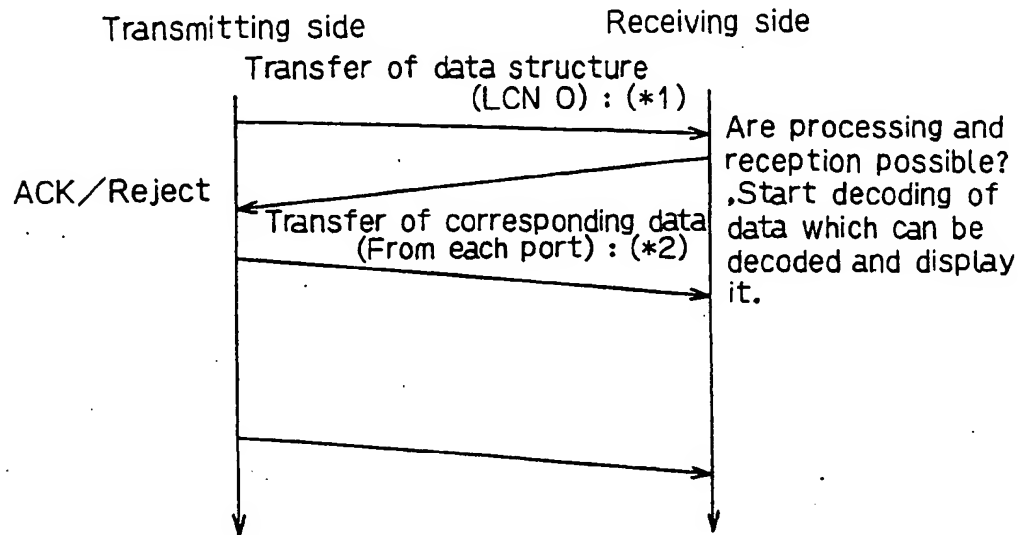 Transmitting side
Receiving side
Transfer of data structure
(LCN 0) : (*1)
Are processing and
reception possible?
,Start decoding of
data which can be
decoded and display
it.
ACK/Reject
Transfer of corresponding data
(From each port) : (*2)